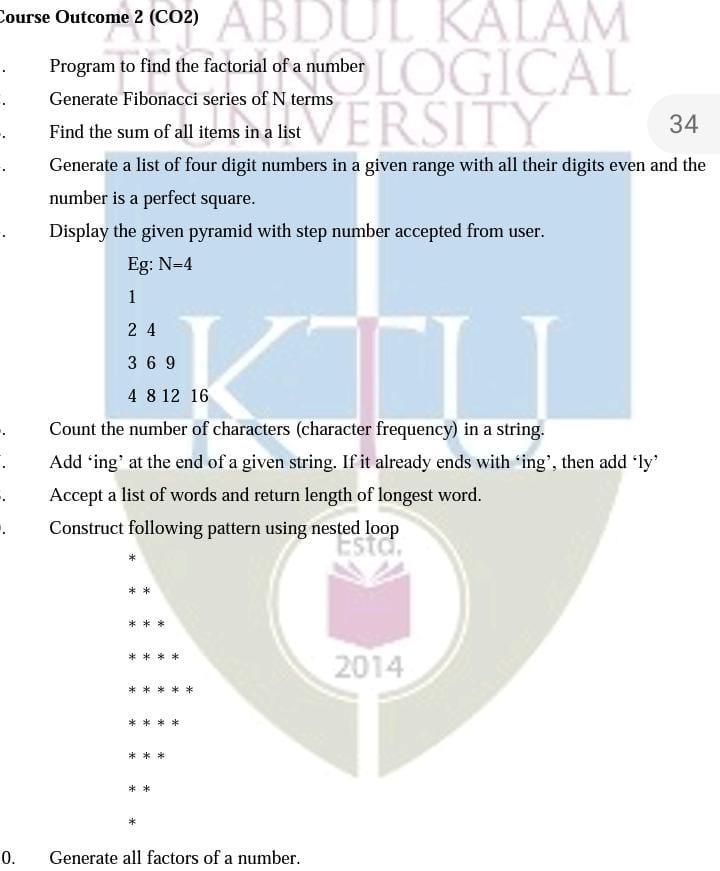 Course Outcome 2 (CO2)
APJ ABDUL KALAM
TECHNOLOGICAL
UNIVERSITY
. Program to find the factorial of a number
. Generate Fibonacci series of N terms
. Find the sum of all items in a list
34
. Generate a list of four digit numbers in a given range with all their digits even and the
number is a perfect square.
. Display the given pyramid with step number accepted from user.
Eg: N=4
1
2 4
3 6 9
4 8 12 16
KTU
. Count the number of characters (character frequency) in a string.
. Add ‘ing’ at the end of a given string. If it already ends with ‘ing’, then add ‘ly’
. Accept a list of words and return length of longest word.
. Construct following pattern using nested loop
Estd.
*
* *
* * *
* * * *
2014
* * * * *
* * * *
* * *
* *
*
0. Generate all factors of a number.